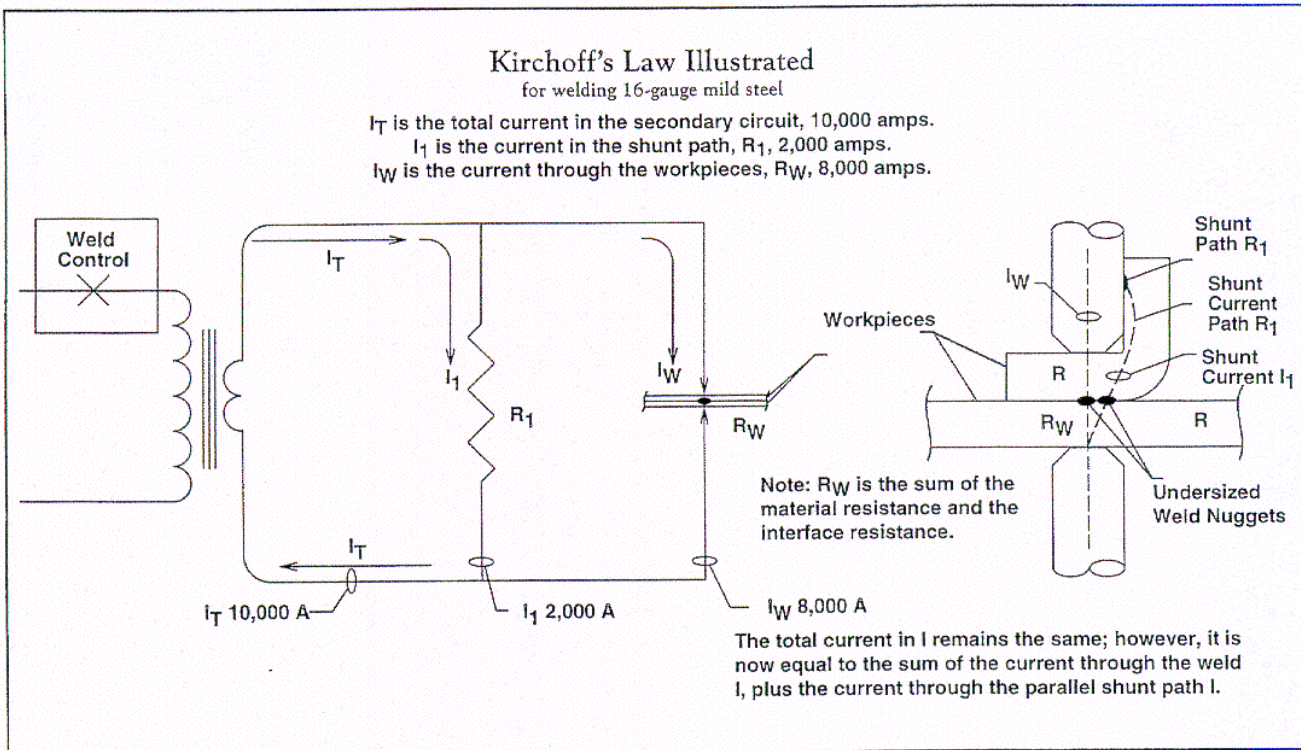 Kirchoff's Law Illustrated
for welding 16-gauge mild steel
IT is the total current in the secondary circuit, 10,000 amps.
I1 is the current in the shunt path, R1, 2,000 amps.
IW is the current through the workpieces, RW, 8,000 amps.
Weld
Control
IT
I1
R1
IW
RW
IT
IT 10,000 A
I1 2,000 A
IW 8,000 A
Workpieces
IW
R
RW
R
Shunt
Path R1
Shunt
Current
Path R1
Shunt
Current I1
Undersized
Weld Nuggets
Note: RW is the sum of the
material resistance and the
interface resistance.
The total current in I remains the same; however, it is
now equal to the sum of the current through the weld
I, plus the current through the parallel shunt path I.